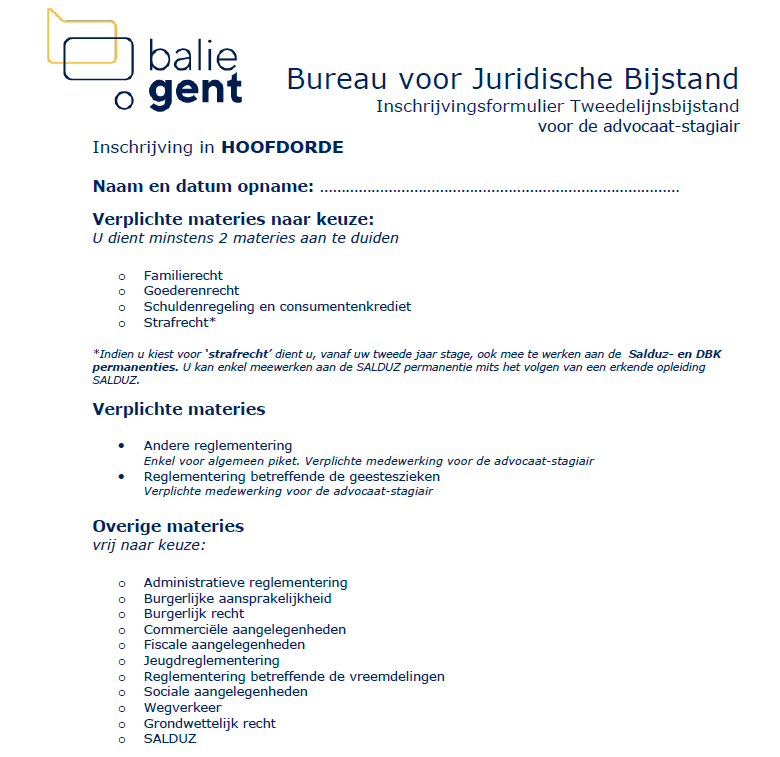 balie
gent
Bureau voor Juridische Bijstand
Inschrijvingsformulier Tweedelijnsbijstand
voor de advocaat-stagiair
Inschrijving in HOOFDORDE
Naam en datum opname: ....................................................................................
Verplichte materies naar keuze:
U dient minstens 2 materies aan te duiden
o Familierecht
o Goederenrecht
o Schuldenregeling en consumentenkrediet
o Strafrecht*
*Indien u kiest voor 'strafrecht' dient u, vanaf uw tweede jaar stage, ook mee te werken aan de Salduz- en DBK
permanenties. U kan enkel meewerken aan de SALDUZ permanentie mits het volgen van een erkende opleiding
SALDUZ.
Verplichte materies
• Andere reglementering
Enkel voor algemeen piket. Verplichte medewerking voor de advocaat-stagiair
• Reglementering betreffende de geesteszieken
Verplichte medewerking voor de advocaat-stagiair
Overige materies
vrij naar keuze:
o Administratieve reglementering
o Burgerlijke aansprakelijkheid
o Burgerlijk recht
o Commerciële aangelegenheden
o Fiscale aangelegenheden
o Jeugdreglementering
o Reglementering betreffende de vreemdelingen
o Sociale aangelegenheden
o Wegverkeer
o Grondwettelijk recht
o SALDUZ